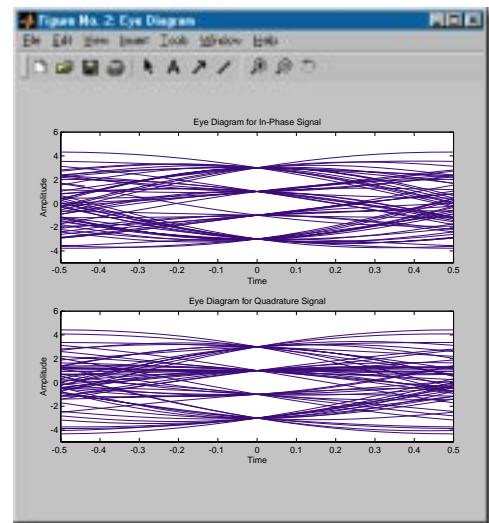 Figure No. 2: Eye Diagram
File Edit View Insert Tools Window Help
A
Eye Diagram for In-Phase Signal
6
4
2
0
-2
-4
Amplitude
-0.5 -0.4 -0.3 -0.2 -0.1 0 0.1 0.2 0.3 0.4 0.5
Time
Eye Diagram for Quadrature Signal
6
4
2
0
-2
-4
Amplitude
-0.5 -0.4 -0.3 -0.2 -0.1 0 0.1 0.2 0.3 0.4 0.5
Time